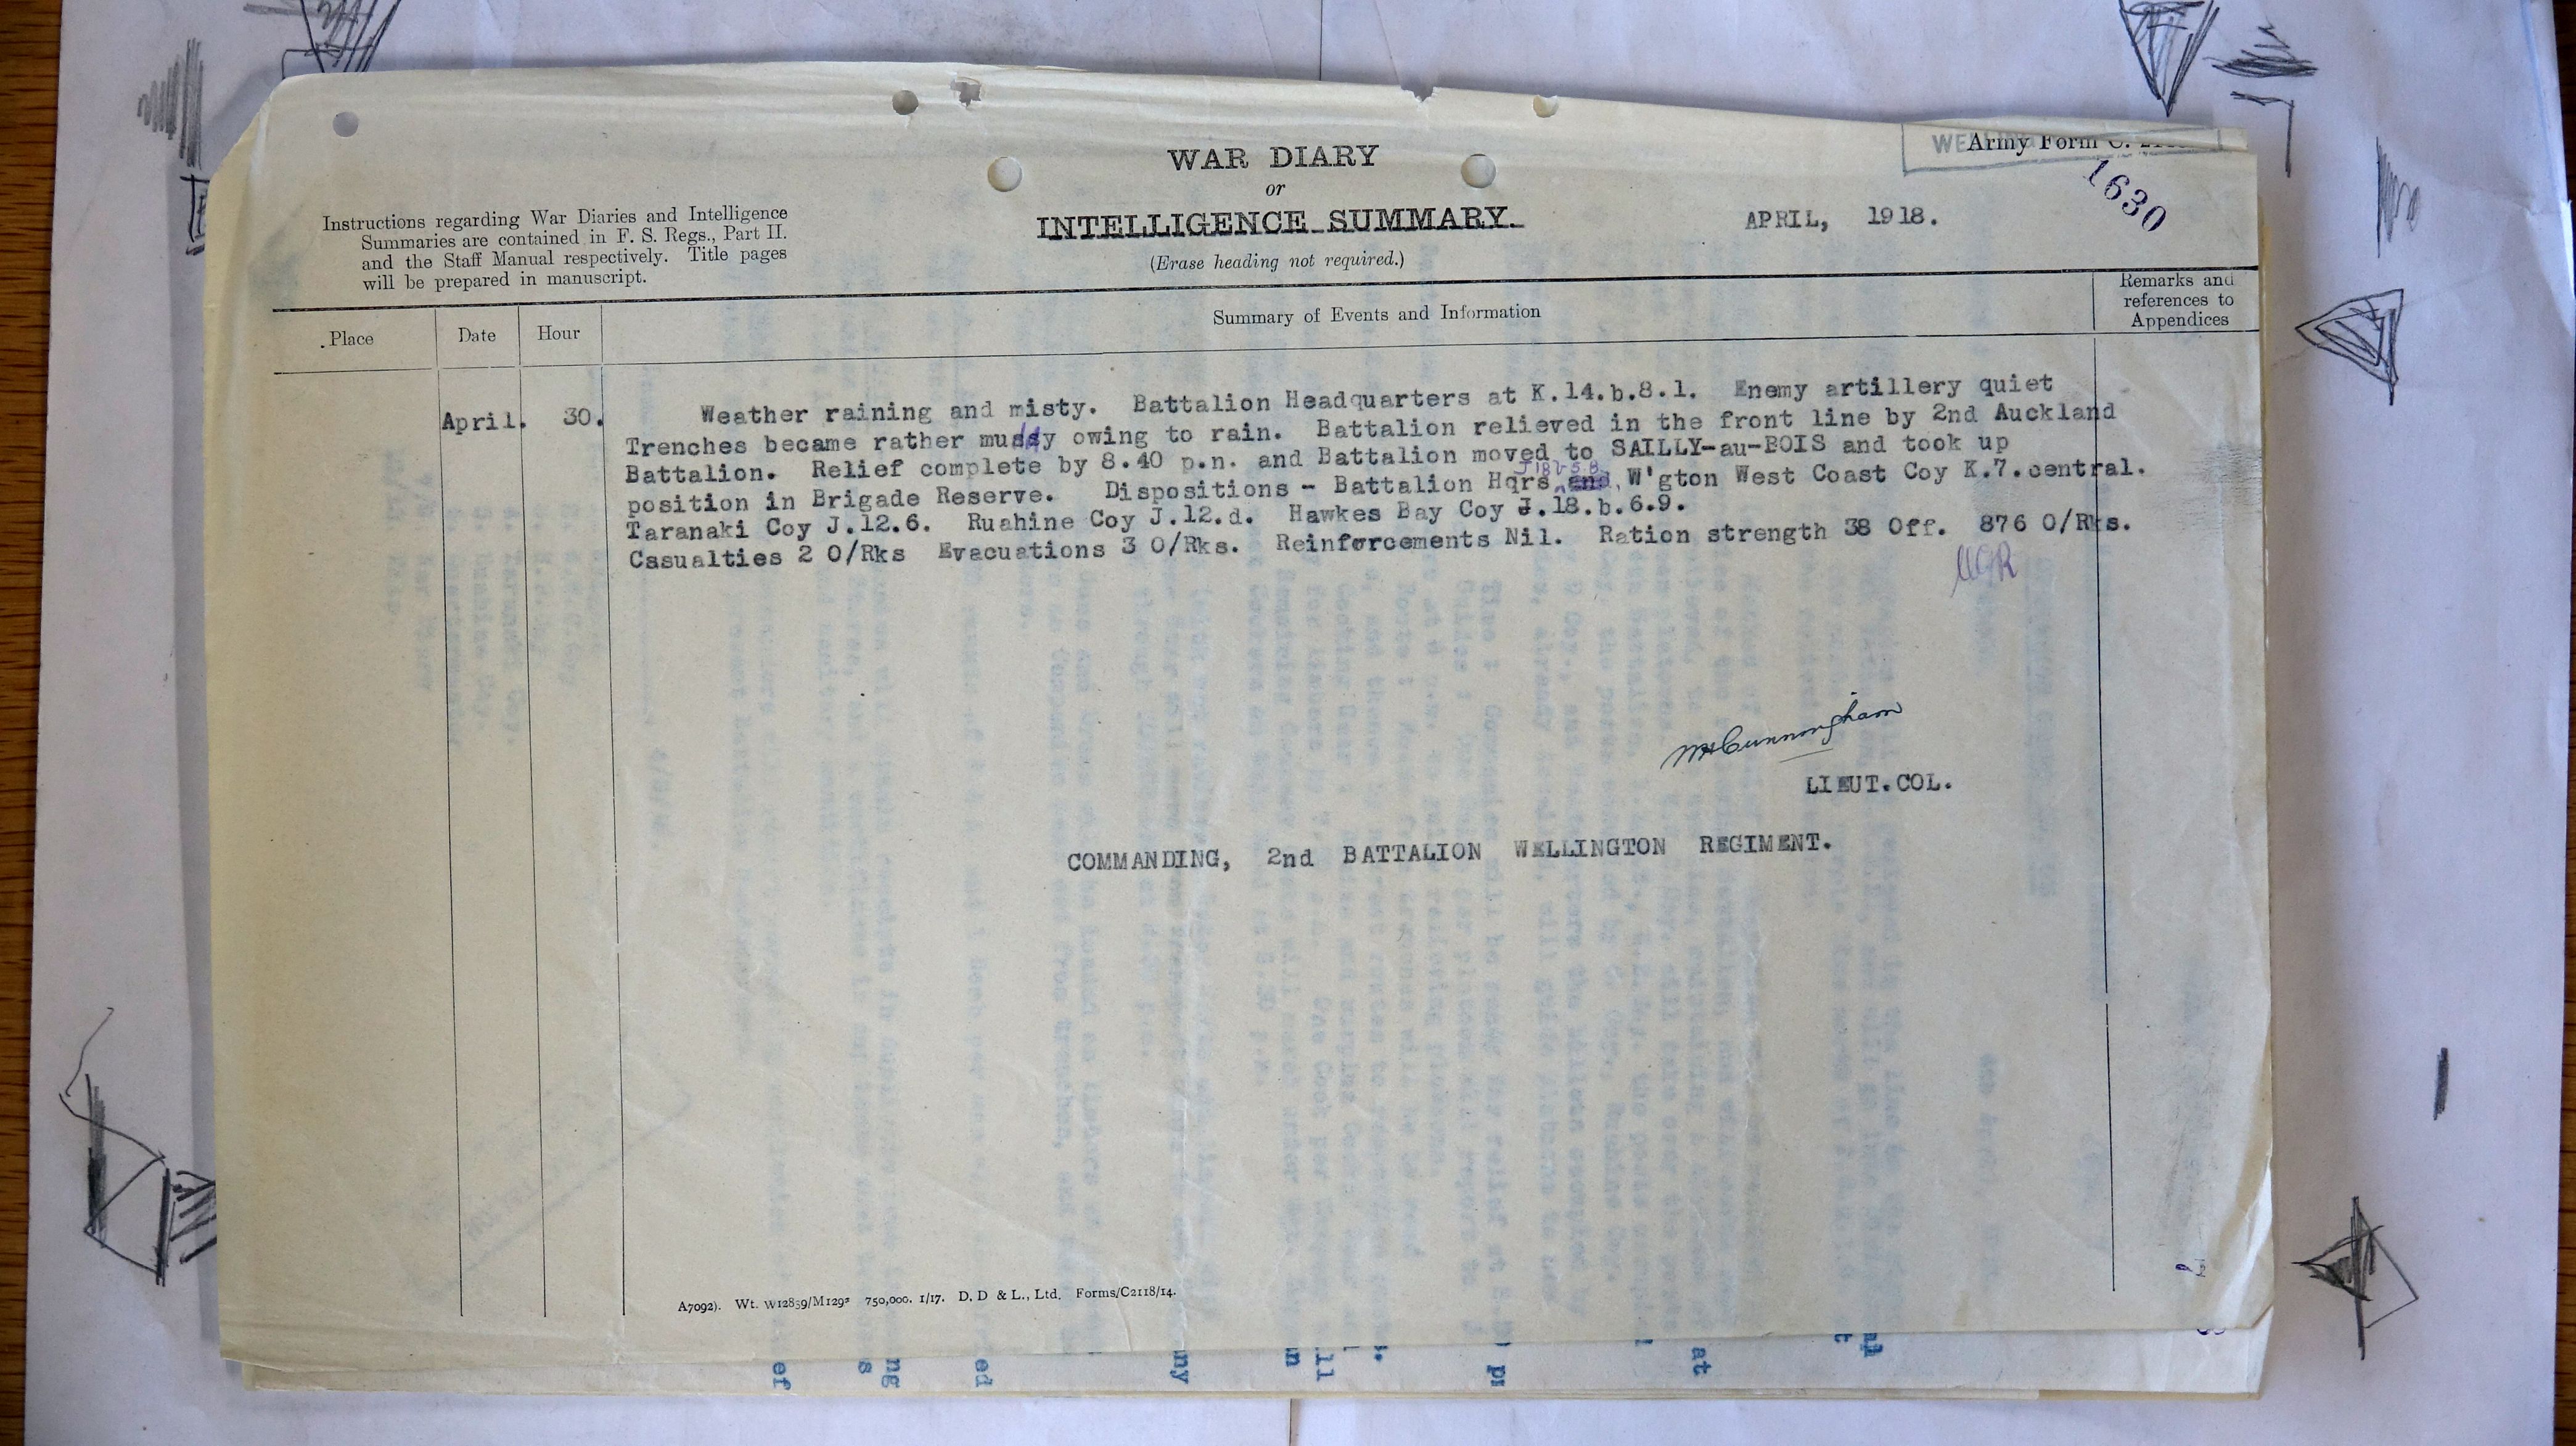 WAR DIARY
or
INTELLIGENCE SUMMARY.
(Erase heading not required.)
Instructions regarding War Diaries and Intelligence
Summaries are contained in F. S. Regs., Part II.
and the Staff Manual respectively. Title pages
will be prepared in manuscript.
Army Form C.
1630
APRIL, 1918.
Place
Date
Hour
Summary of Events and Information
Remarks and
references to
Appendices
April. 30.
Weather raining and misty. Battalion Headquarters at K.14.b.8.1. Enemy artillery quiet
Trenches became rather muddy owing to rain. Battalion relieved in the front line by 2nd Auckland
Battalion. Relief complete by 8.40 p.n. and Battalion moved to SAILLY-au-BOIS and took up
position in Brigade Reserve. Dispositions - Battalion Hqrs and W'gton West Coast Coy K.7.central.
Taranaki Coy J.12.6. Ruahine Coy J.12.d. Hawkes Bay Coy J.18.b.6.9.
Casualties 2 O/Rks Evacuations 3 O/Rks. Reinforcements Nil. Ration strength 38 Off. 876 O/Rks.
WHCunningham
LIEUT.COL.
COMMANDING, 2nd BATTALION WELLINGTON REGIMENT.
A7092). Wt. W12859/M1292 750,000. 1/17. D. D & L., Ltd. Forms/C2118/14.